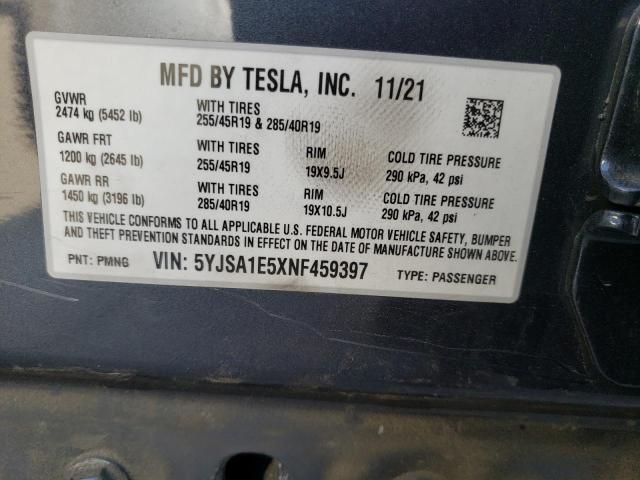 MFD BY TESLA, INC. 11/21
GVWR
2474 kg (5452 lb)
WITH TIRES
255/45R19 & 285/40R19
GAWR FRT
1200 kg (2645 lb)
WITH TIRES
255/45R19
RIM
19X9.5J
COLD TIRE PRESSURE
290 kPa, 42 psi
GAWR RR
1450 kg (3196 lb)
WITH TIRES
285/40R19
RIM
19X10.5J
COLD TIRE PRESSURE
290 kPa, 42 psi
THIS VEHICLE CONFORMS TO ALL APPLICABLE U.S. FEDERAL MOTOR VEHICLE SAFETY, BUMPER
AND THEFT PREVENTION STANDARDS IN EFFECT ON THE DATE OF MANUFACTURE SHOWN ABOVE.
PNT: PMNG VIN: 5YJSA1E5XNF459397 TYPE: PASSENGER